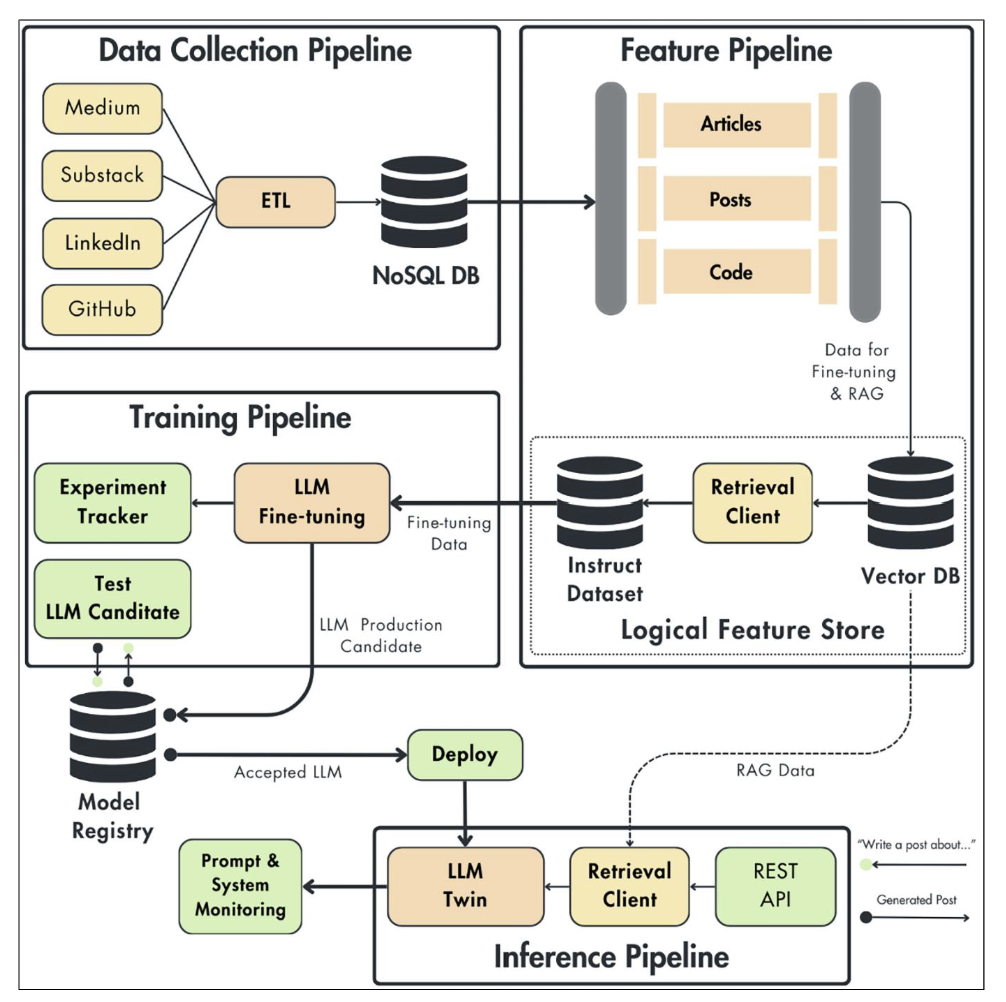 Data Collection Pipeline
Medium
Substack
LinkedIn
GitHub
ETL
NoSQL DB
Feature Pipeline
Articles
Posts
Code
Data for
Fine-tuning
& RAG
Training Pipeline
Experiment
Tracker
LLM
Fine-tuning
Fine-tuning
Data
Test
LLM Canditate
LLM Production
Candidate
Instruct
Dataset
Retrieval
Client
Vector DB
Logical Feature Store
Model
Registry
Accepted LLM
Deploy
RAG Data
Prompt &
System
Monitoring
LLM
Twin
Retrieval
Client
REST
API
Inference Pipeline
"Write a post about..."
Generated Post